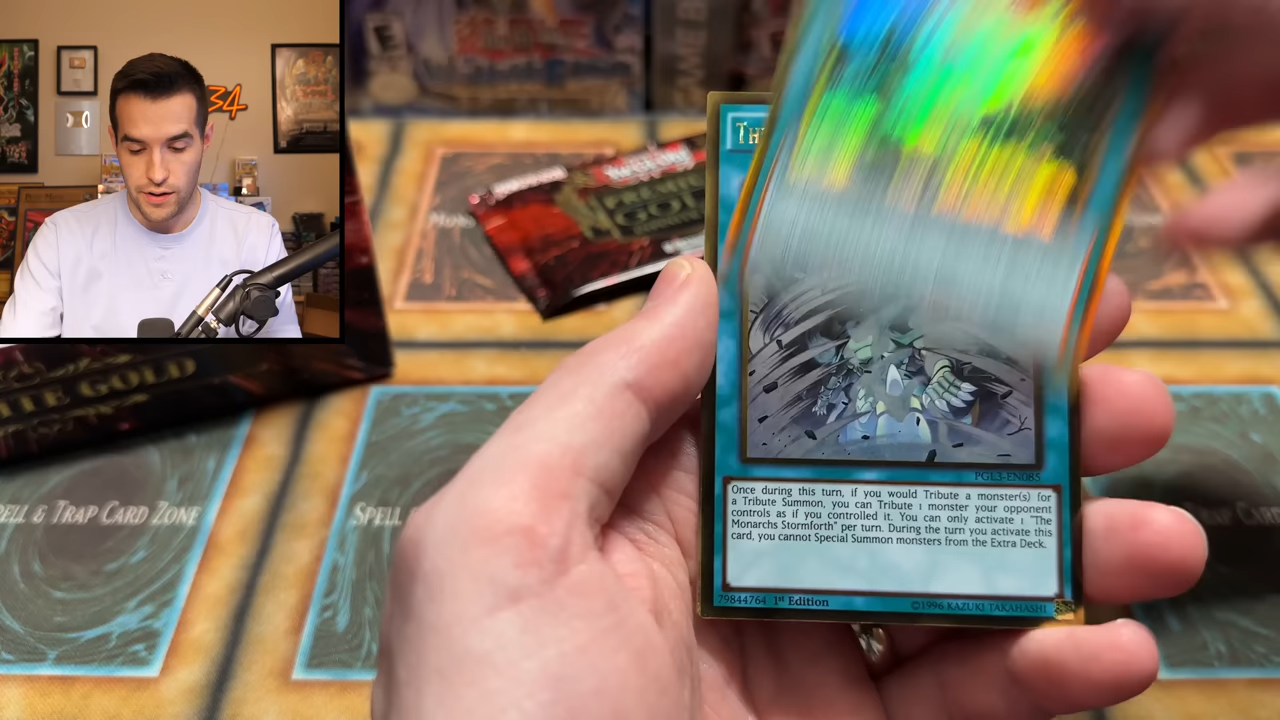 34
PREMIUM
GOLD
ITE GOLD
TH
PGL3-EN085
Once during this turn, if you would Tribute a monster(s) for
a Tribute Summon, you can Tribute 1 monster your opponent
controls as if you controlled it. You can only activate 1 "The
Monarchs Stormforth" per turn. During the turn you activate this
card, you cannot Special Summon monsters from the Extra Deck.
79844764 1st Edition
©1996 KAZUKI TAKAHASHI
ELL & TRAP CARD ZONE
SPELL &